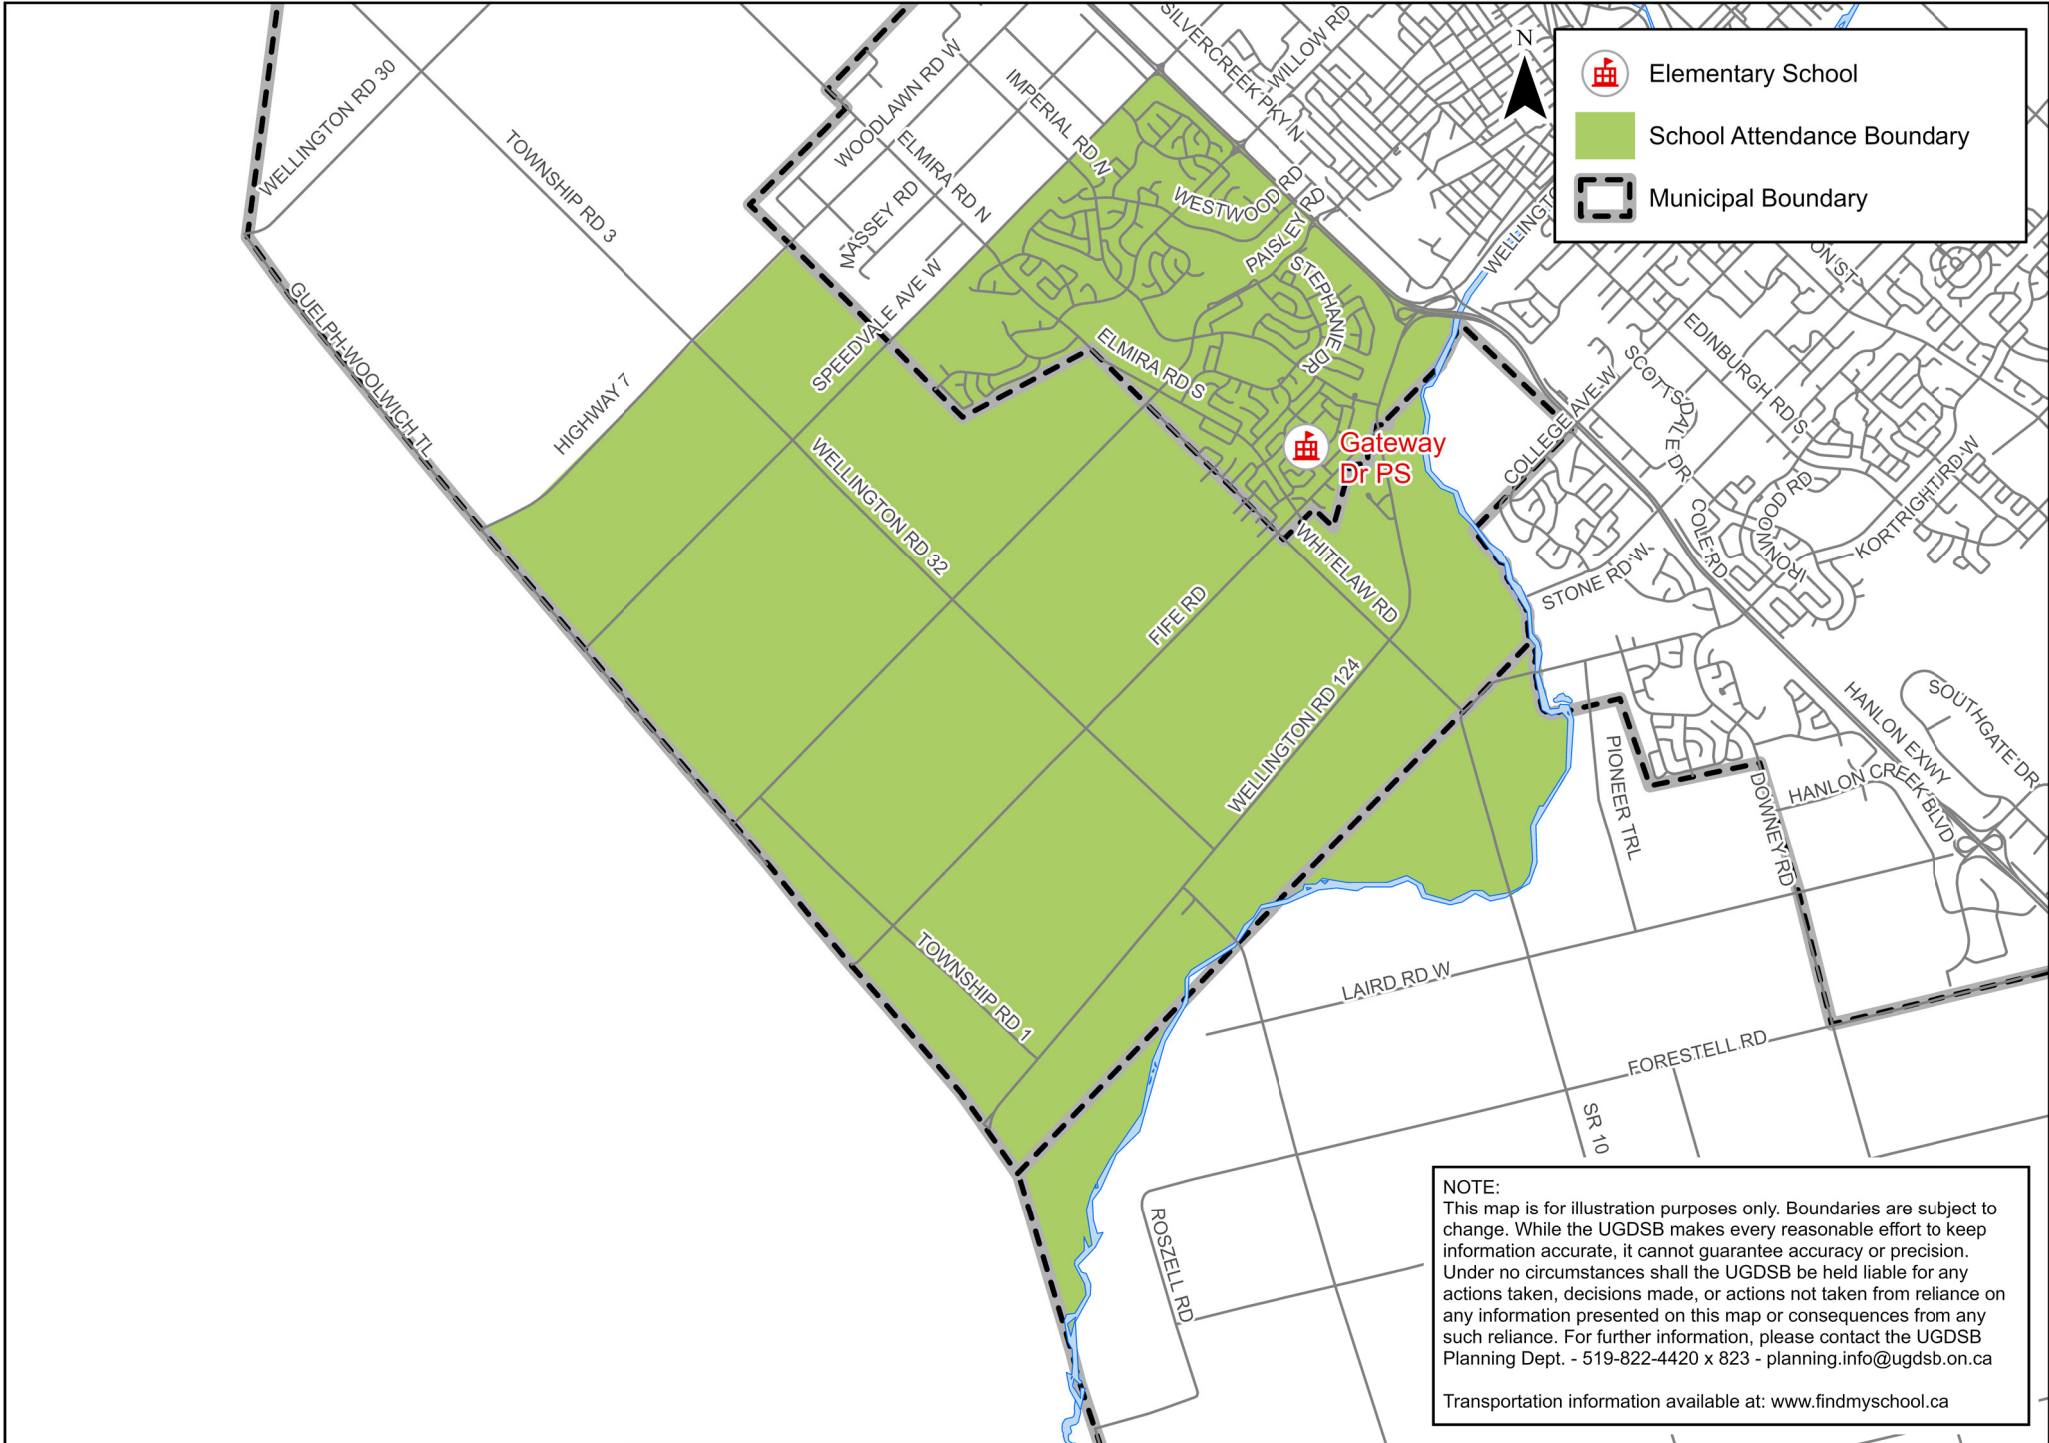 WELLINGTON RD 30
TOWNSHIP RD 3
GUELPH-WOOLWICH TL
HIGHWAY 7
WOODLAWN RD W
MASSEY RD
ELMIRA RD N
IMPERIAL RD N
SPEEDVALE AVE W
SILVERCREEK PKY N
WILLOW RD
WESTWOOD RD
PAISLEY RD
STEPHANIE DR
ELMIRA RD S
Gateway
Dr PS
WELLINGTON RD 32
FIFE RD
WHITELAW RD
WELLINGTON RD 124
TOWNSHIP RD 1
N
Elementary School
School Attendance Boundary
Municipal Boundary
EDINBURGH RD S
SCOTTSDALE DR
COLLEGE AVE W
COLE RD
IRONWOOD RD
KORTRIGHT RD W
STONE RD W
PIONEER TRL
DOWNEY RD
HANLON CREEK BLVD
HANLON EXWY
SOUTHGATE DR
LAIRD RD W
FORESTELL RD
SR 10
ROSZELL RD
NOTE:
This map is for illustration purposes only. Boundaries are subject to
change. While the UGDSB makes every reasonable effort to keep
information accurate, it cannot guarantee accuracy or precision.
Under no circumstances shall the UGDSB be held liable for any
actions taken, decisions made, or actions not taken from reliance on
any information presented on this map or consequences from any
such reliance. For further information, please contact the UGDSB
Planning Dept. - 519-822-4420 x 823 - planning.info@ugdsb.on.ca
Transportation information available at: www.findmyschool.ca